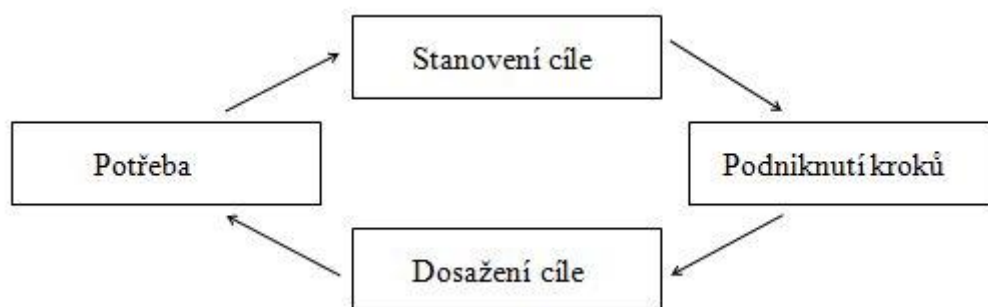 Stanovení cíle
Potřeba
Podniknutí kroků
Dosažení cíle